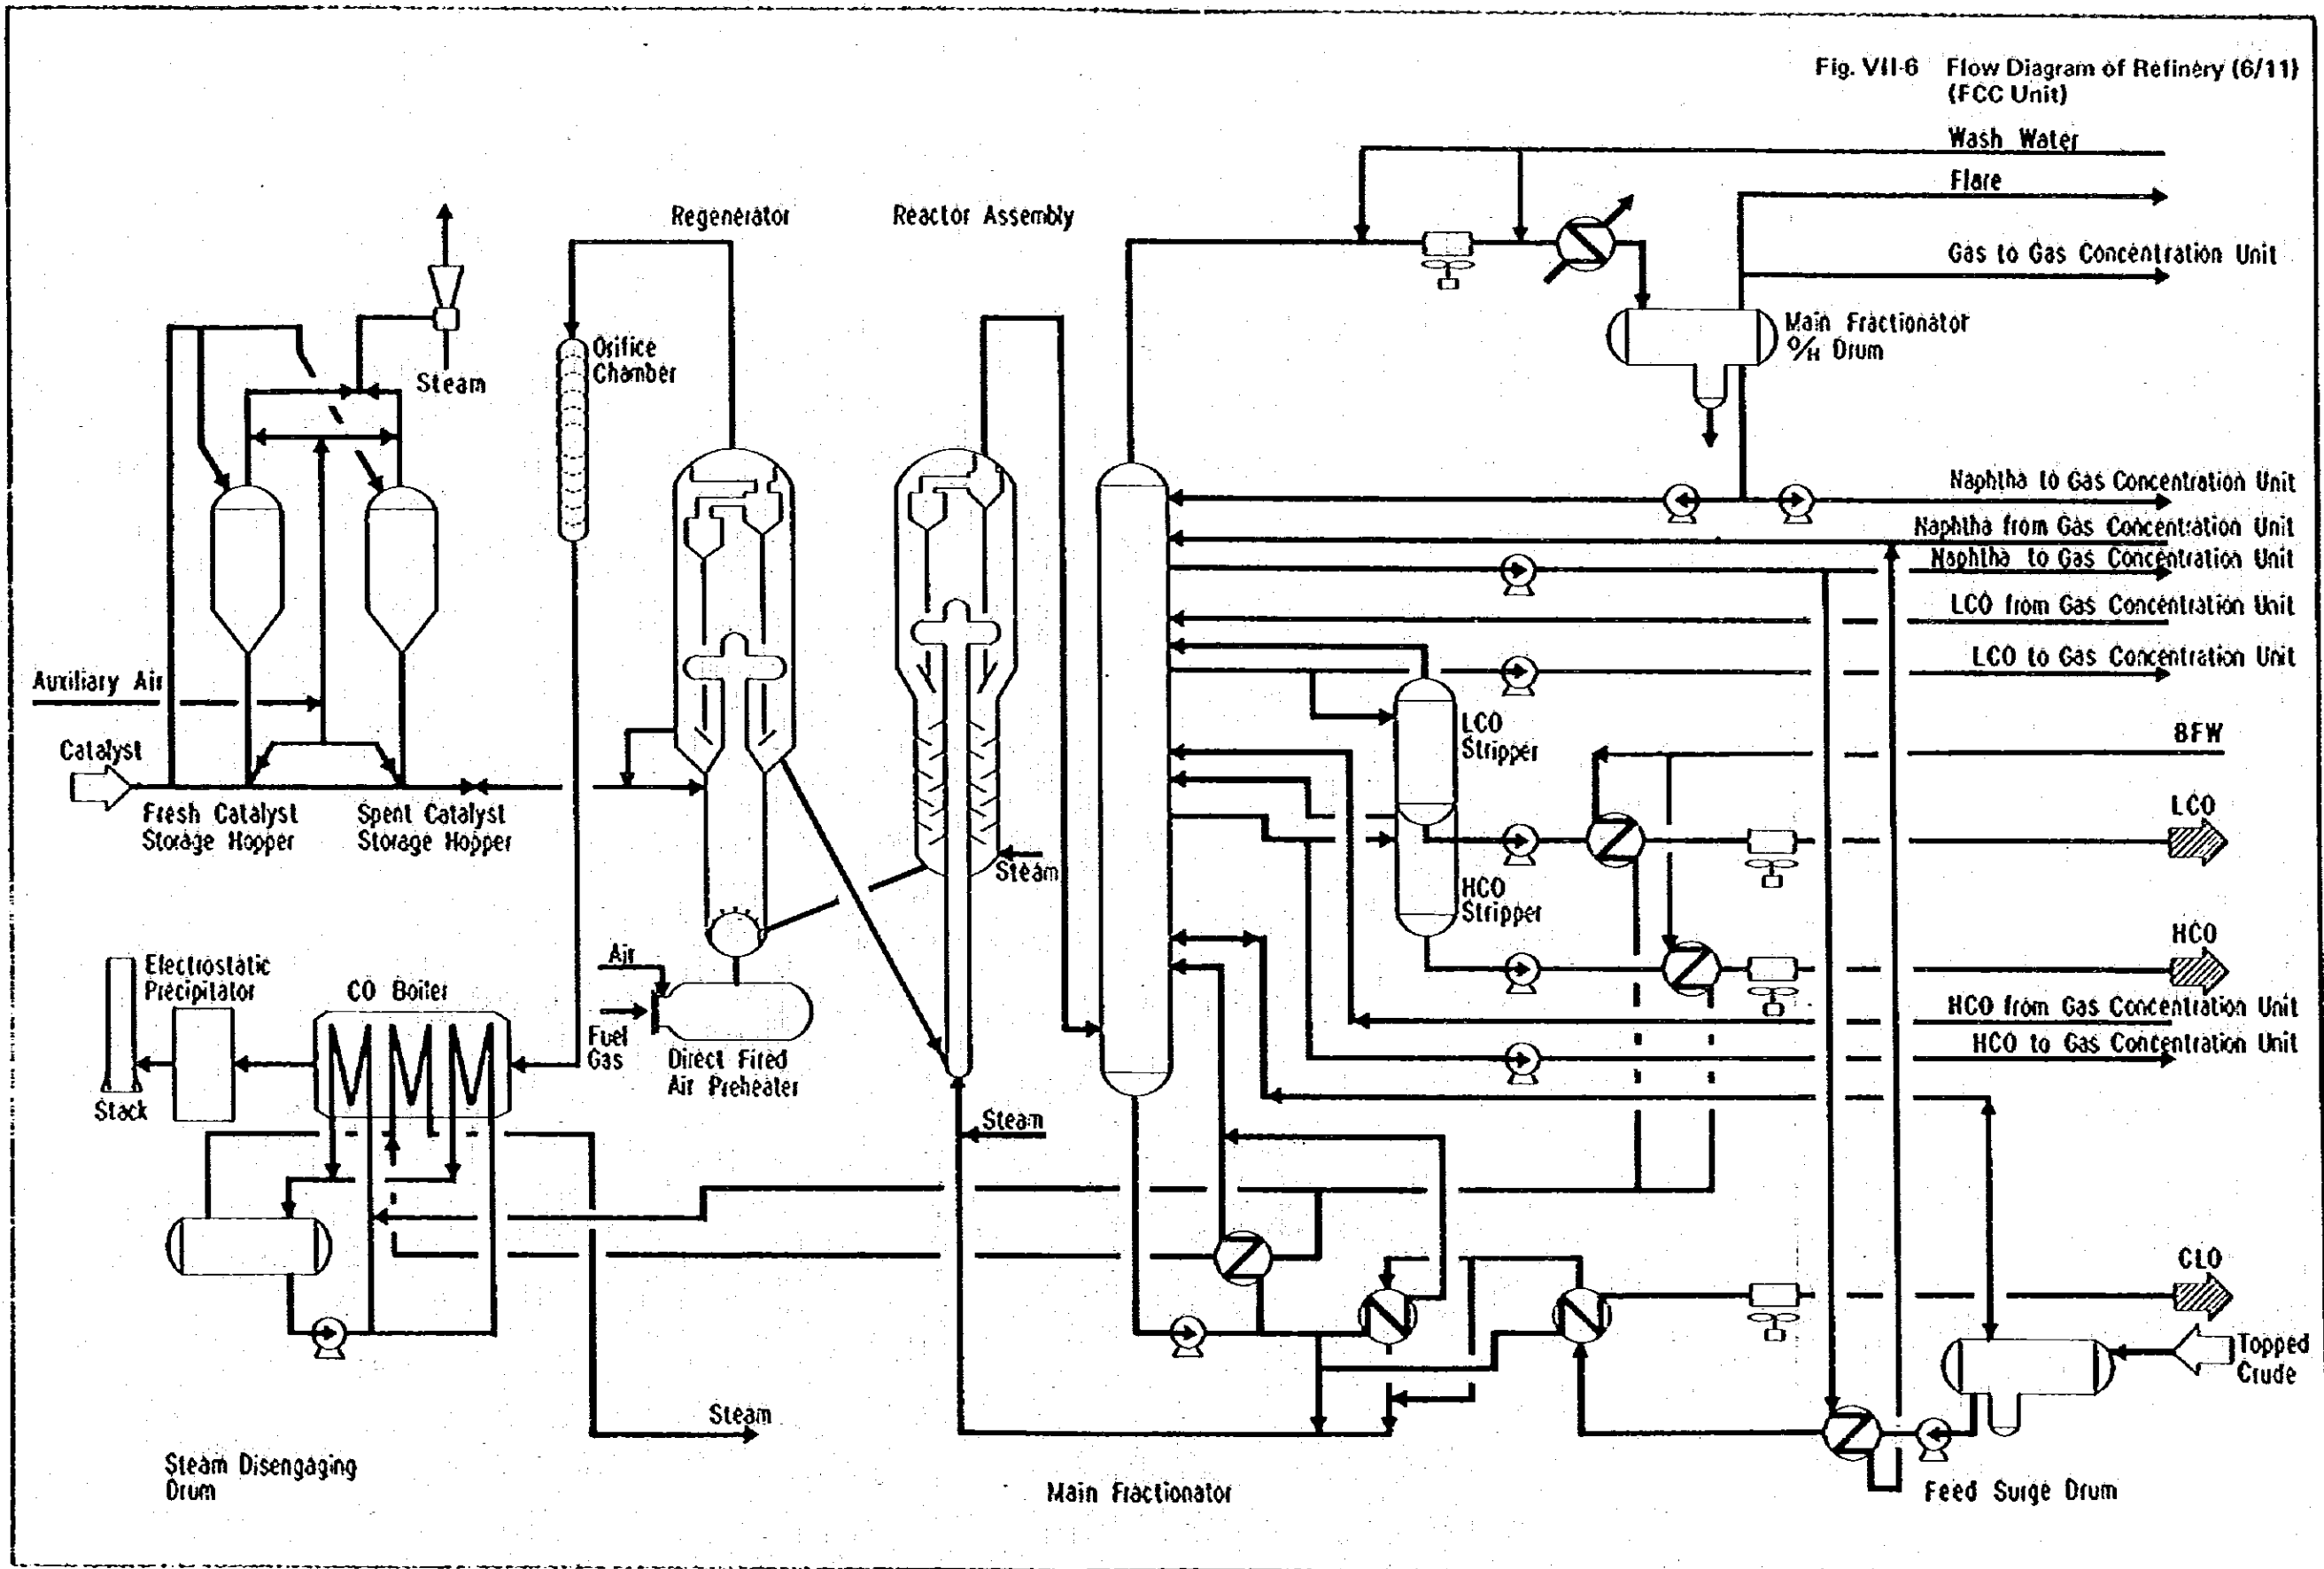 Fig. VII-6 Flow Diagram of Refinery (6/11)
(FCC Unit)
Wash Water
Flare
Gas to Gas Concentration Unit
Regenerator
Reactor Assembly
Main Fractionator
O/H Drum
Orifice
Chamber
Steam
Naphtha to Gas Concentration Unit
Naphtha from Gas Concentration Unit
Naphtha to Gas Concentration Unit
LCO from Gas Concentration Unit
LCO to Gas Concentration Unit
Auxiliary Air
LCO
Stripper
BFW
Catalyst
LCO
Fresh Catalyst
Storage Hopper
Spent Catalyst
Storage Hopper
Steam
HCO
Stripper
HCO
Electrostatic
Precipitator
CO Boiler
Air
Fuel
Gas
HCO from Gas Concentration Unit
HCO to Gas Concentration Unit
Direct Fired
Air Preheater
Stack
Steam
CLO
Topped
Crude
Steam
Steam Disengaging
Drum
Main Fractionator
Feed Surge Drum